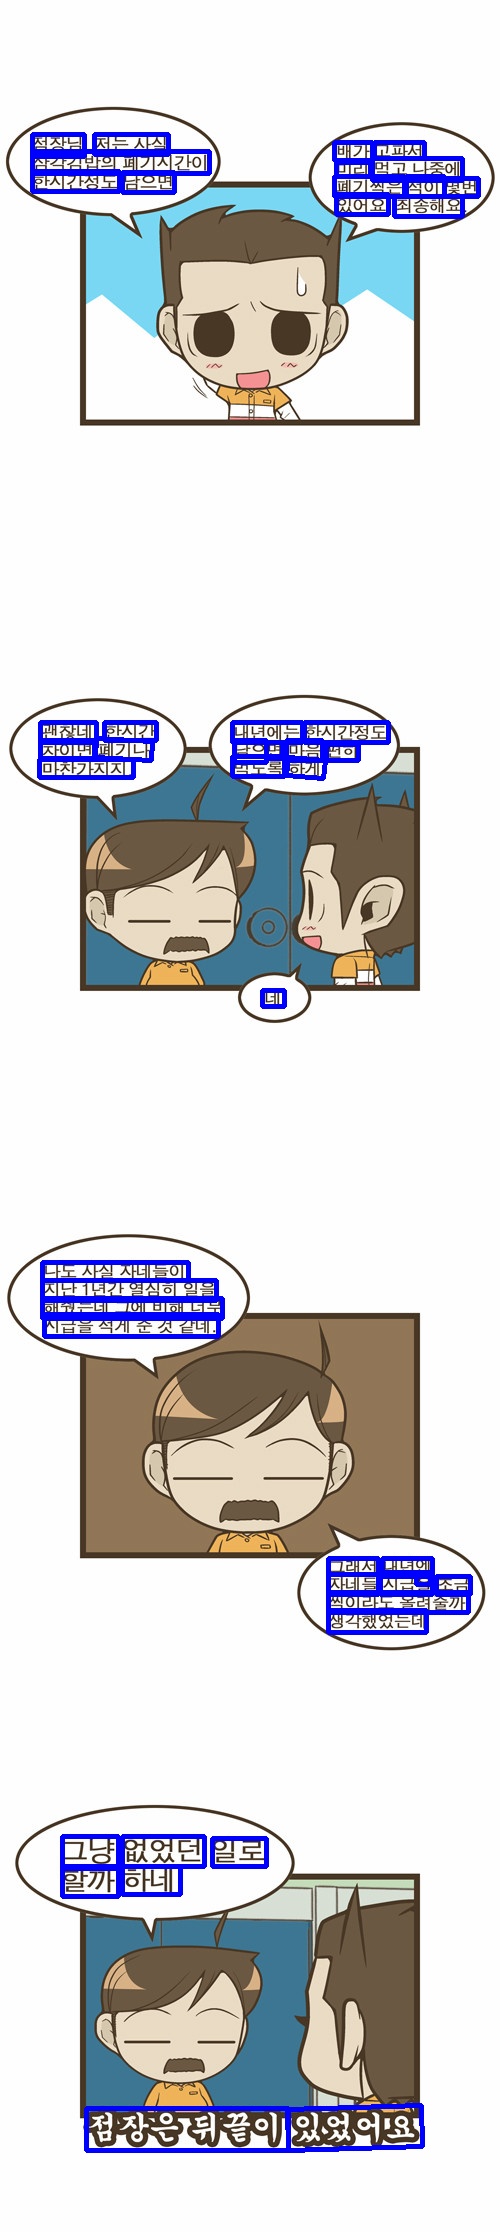 점장님 저는 사실
삼각김밥의 폐기시간이
한시간정도 남으면
배가 고파서
미리 먹고 나중에
폐기찍은 적이 몇번
있어요 죄송해요
괜찮네 한시간
차이면 폐기나
마찬가지지
내년에는 한시간정도
남으면 마음 편히
먹도록 하게
네
나도 사실 자네들이
지난 1년간 열심히 일을
해줬는데 그에 비해 너무
시급을 적게 준 것 같네.
그래서 내년엔
자네들 시급을 조금
씩이라도 올려줄까
생각했었는데
그냥 없었던 일로
할까 하네
점장은 뒤끝이 있었어요